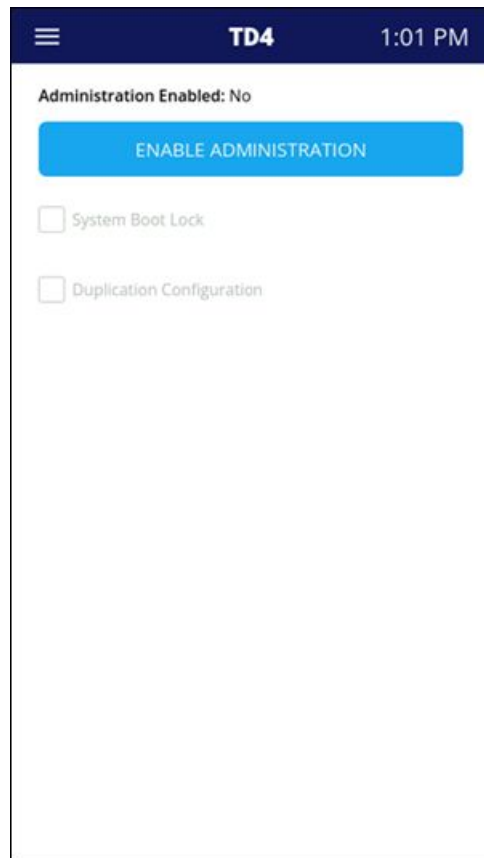 TD4 1:01 PM
Administration Enabled: No
ENABLE ADMINISTRATION
System Boot Lock
Duplication Configuration